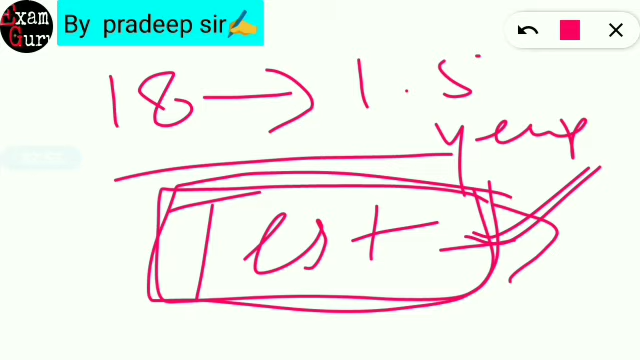 Exam Guru
By pradeep sir✍️
18 → 1.5
year
Test →